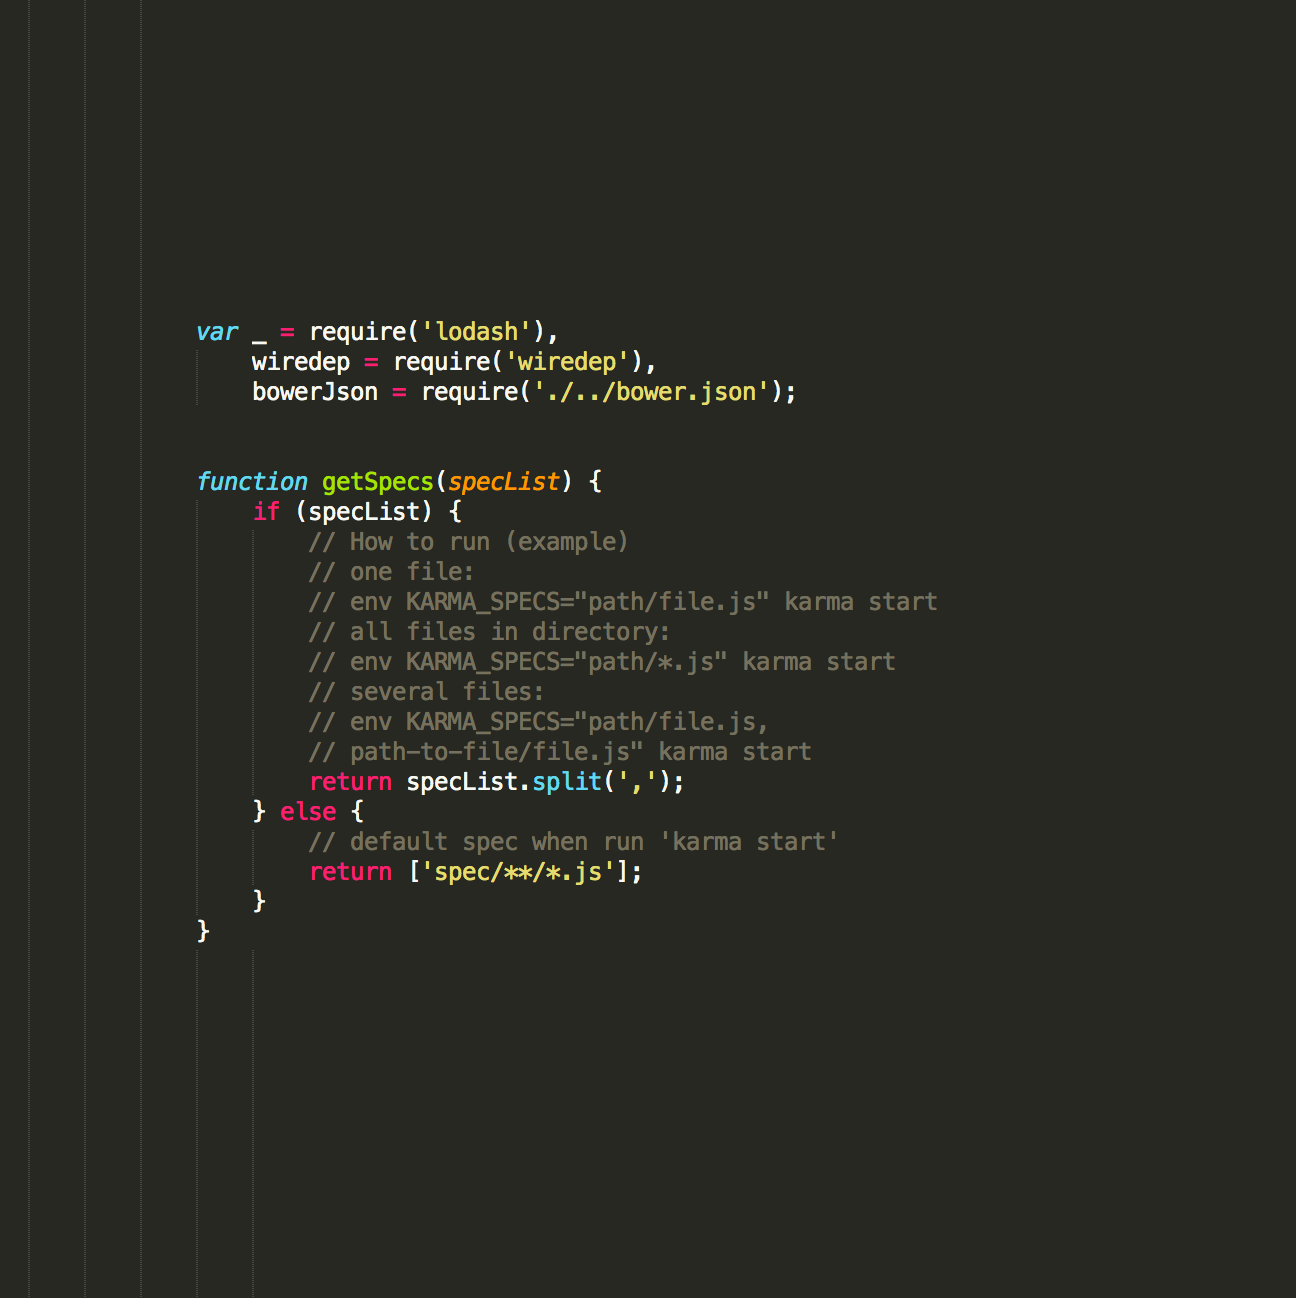 var _ = require('lodash'),
    wiredep = require('wiredep'),
    bowerJson = require('./../bower.json');
function getSpecs(specList) {
    if (specList) {
        // How to run (example)
        // one file:
        // env KARMA_SPECS="path/file.js" karma start
        // all files in directory:
        // env KARMA_SPECS="path/*.js" karma start
        // several files:
        // env KARMA_SPECS="path/file.js,
        // path-to-file/file.js" karma start
        return specList.split(',');
    } else {
        // default spec when run 'karma start'
        return ['spec/**/*.js'];
    }
}